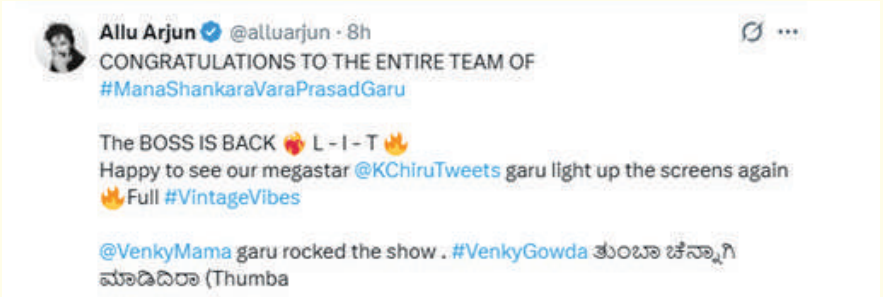 Allu Arjun @alluarjun · 8h
CONGRATULATIONS TO THE ENTIRE TEAM OF
#ManaShankaraVaraPrasadGaru
The BOSS IS BACK ❤️‍🔥 L - I - T 🔥
Happy to see our megastar @KChiruTweets garu light up the screens again
🔥Full #VintageVibes
@VenkyMama garu rocked the show . #VenkyGowda ತುಂಬಾ ಚೆನ್ನಾಗಿ
ಮಾಡಿದಿರಾ (Thumba